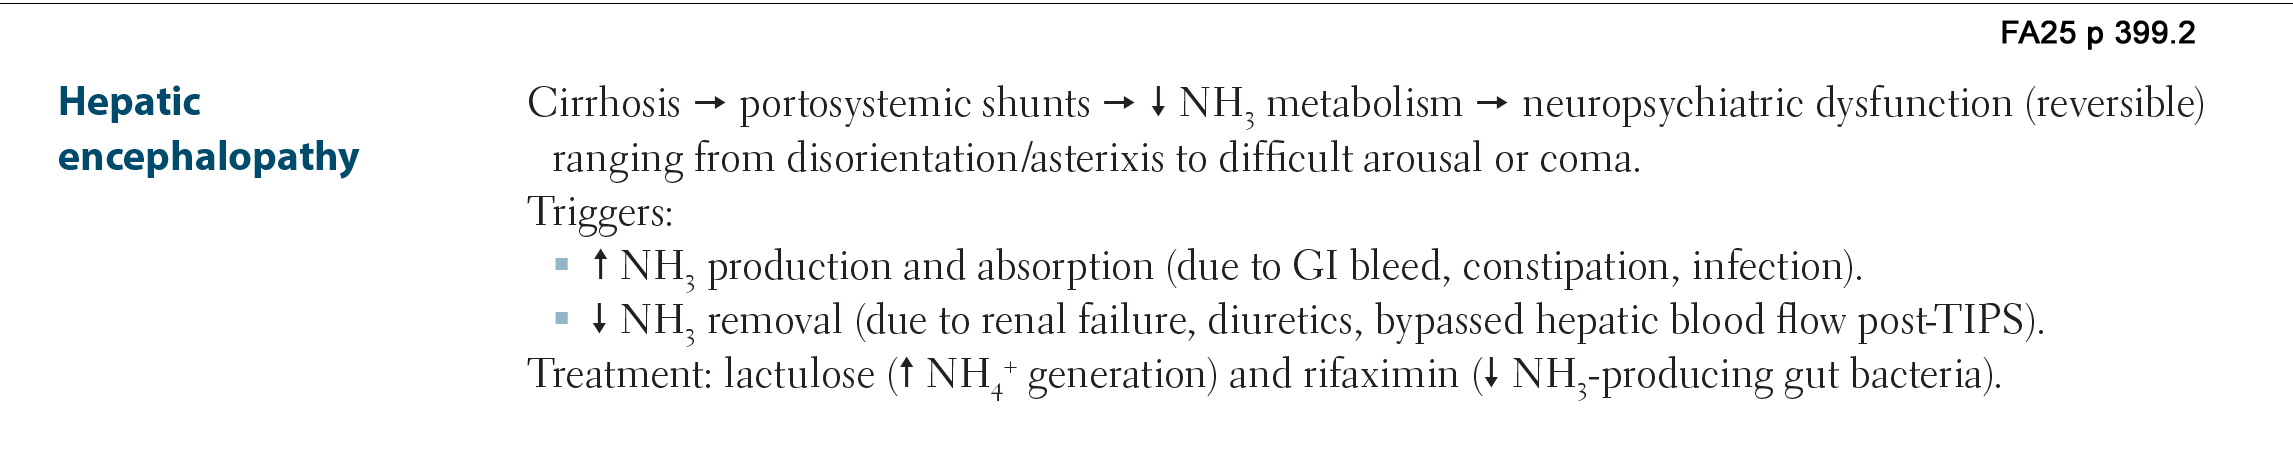 FA25 p 399.2
Hepatic
encephalopathy
Cirrhosis → portosystemic shunts → ↓ NH₃ metabolism → neuropsychiatric dysfunction (reversible)
ranging from disorientation/asterixis to difficult arousal or coma.
Triggers:
▪ ↑ NH₃ production and absorption (due to GI bleed, constipation, infection).
▪ ↓ NH₃ removal (due to renal failure, diuretics, bypassed hepatic blood flow post-TIPS).
Treatment: lactulose (↑ NH₄⁺ generation) and rifaximin (↓ NH₃-producing gut bacteria).